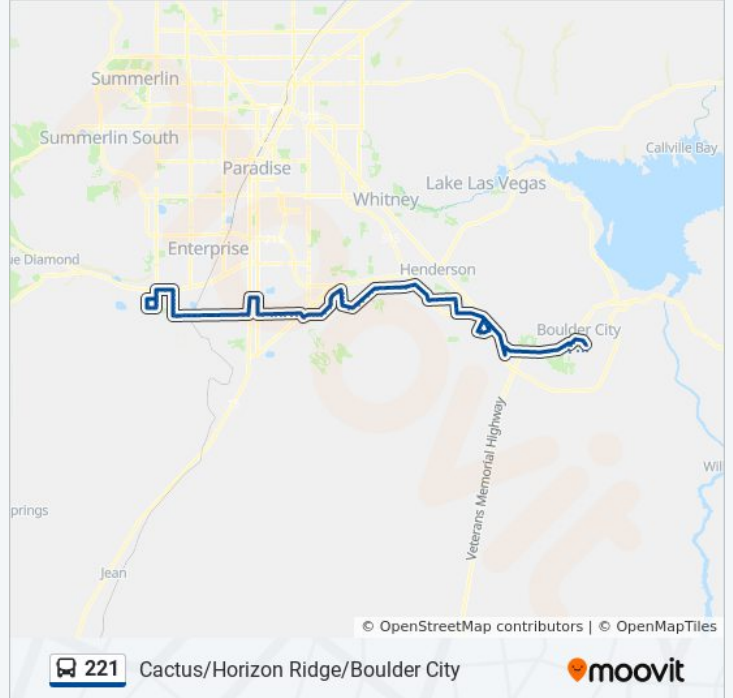 Summerlin
Summerlin South
Callville Bay
Paradise
Lake Las Vegas
Whitney
Enterprise
ue Diamond
215
Henderson
Boulder City
Veterans Memorial Highway
Wil
prings
Jean
© OpenStreetMap contributors | © OpenMapTiles
221 Cactus/Horizon Ridge/Boulder City
moovit